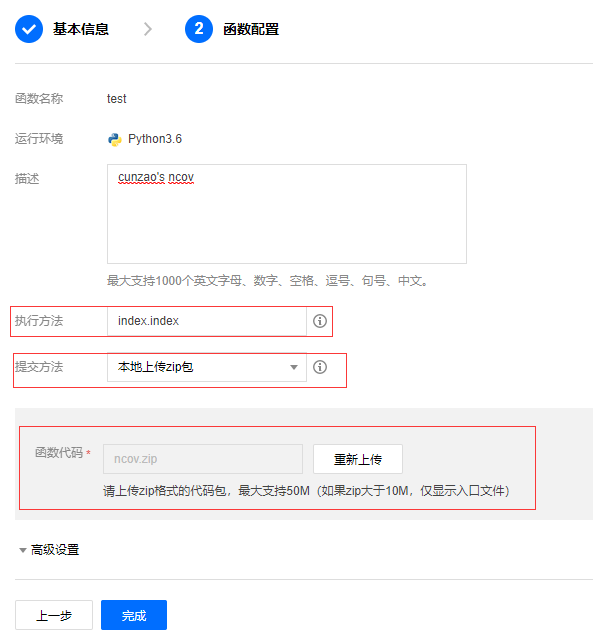 基本信息
2 函数配置
函数名称 test
运行环境 Python3.6
描述 cunzao's ncov
最大支持1000个英文字母、数字、空格、逗号、句号、中文。
执行方法 index.index
提交方法 本地上传zip包
函数代码 * ncov.zip 重新上传
请上传zip格式的代码包，最大支持50M（如果zip大于10M，仅显示入口文件）
高级设置
上一步 完成